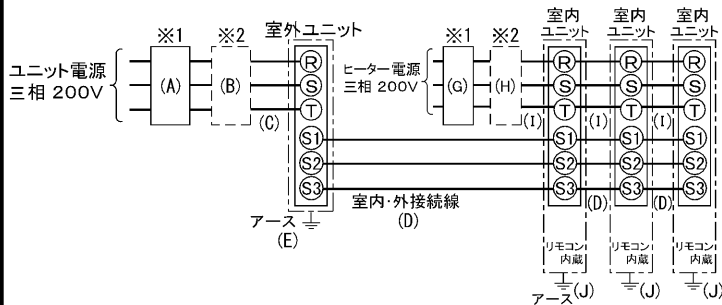 ※1
※2
室外ユニット
ユニット電源
三相 200V
(A)
(B)
(C)
R
S
T
S1
S2
S3
アース
(E)
室内・外接続線
(D)
ヒーター電源
三相 200V
※1
※2
(G)
(H)
(I)
(I)
(I)
室内
ユニット
室内
ユニット
室内
ユニット
R
S
T
S1
S2
S3
R
S
T
S1
S2
S3
R
S
T
S1
S2
S3
(D)
(D)
リモコン
内蔵
リモコン
内蔵
リモコン
内蔵
アース
(J)
(J)
(J)